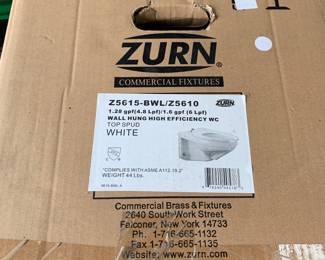 ZURN
COMMERCIAL FIXTURES
Z5615-BWL/Z5610
1.28 gpf(4.8 Lpf)/1.6 gpf (6 Lpf)
WALL HUNG HIGH EFFICIENCY WC
TOP SPUD
WHITE
ZURN
"COMPLIES WITH ASME A112.19.2"
WEIGHT 44 Lbs.
Commercial Brass & Fixtures
2640 South Work Street
Falconer, New York 14733
Ph. 1-716-665-1132
Fax 1-716-665-1135
Website: www.zurn.com